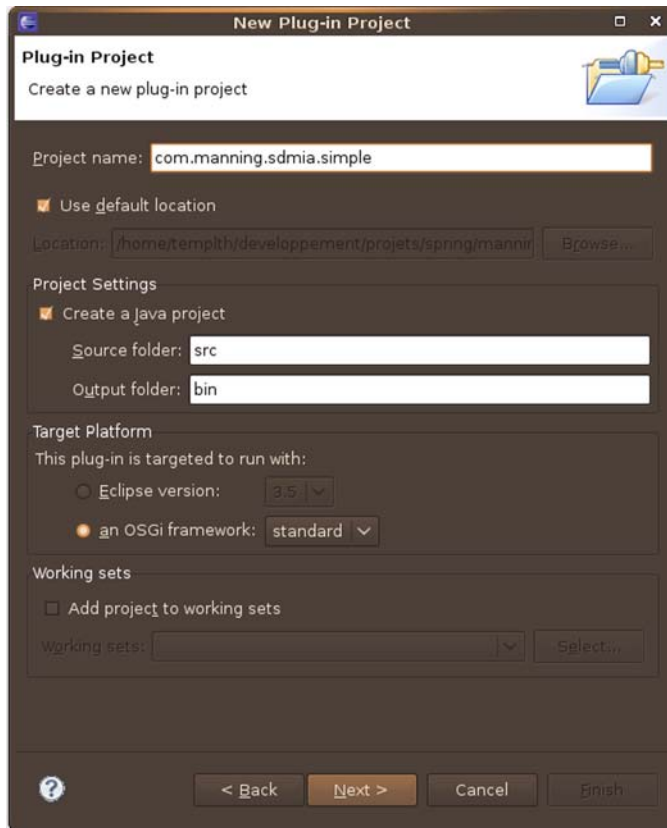 New Plug-in Project
Plug-in Project
Create a new plug-in project
Project name: com.manning.sdmia.simple
Use default location
Location: /home/templth/developpement/projets/spring/mannin Browse...
Project Settings
Create a Java project
Source folder: src
Output folder: bin
Target Platform
This plug-in is targeted to run with:
Eclipse version: 3.5
an OSGi framework: standard
Working sets
Add project to working sets
Working sets: Select...
< Back Next > Cancel Finish